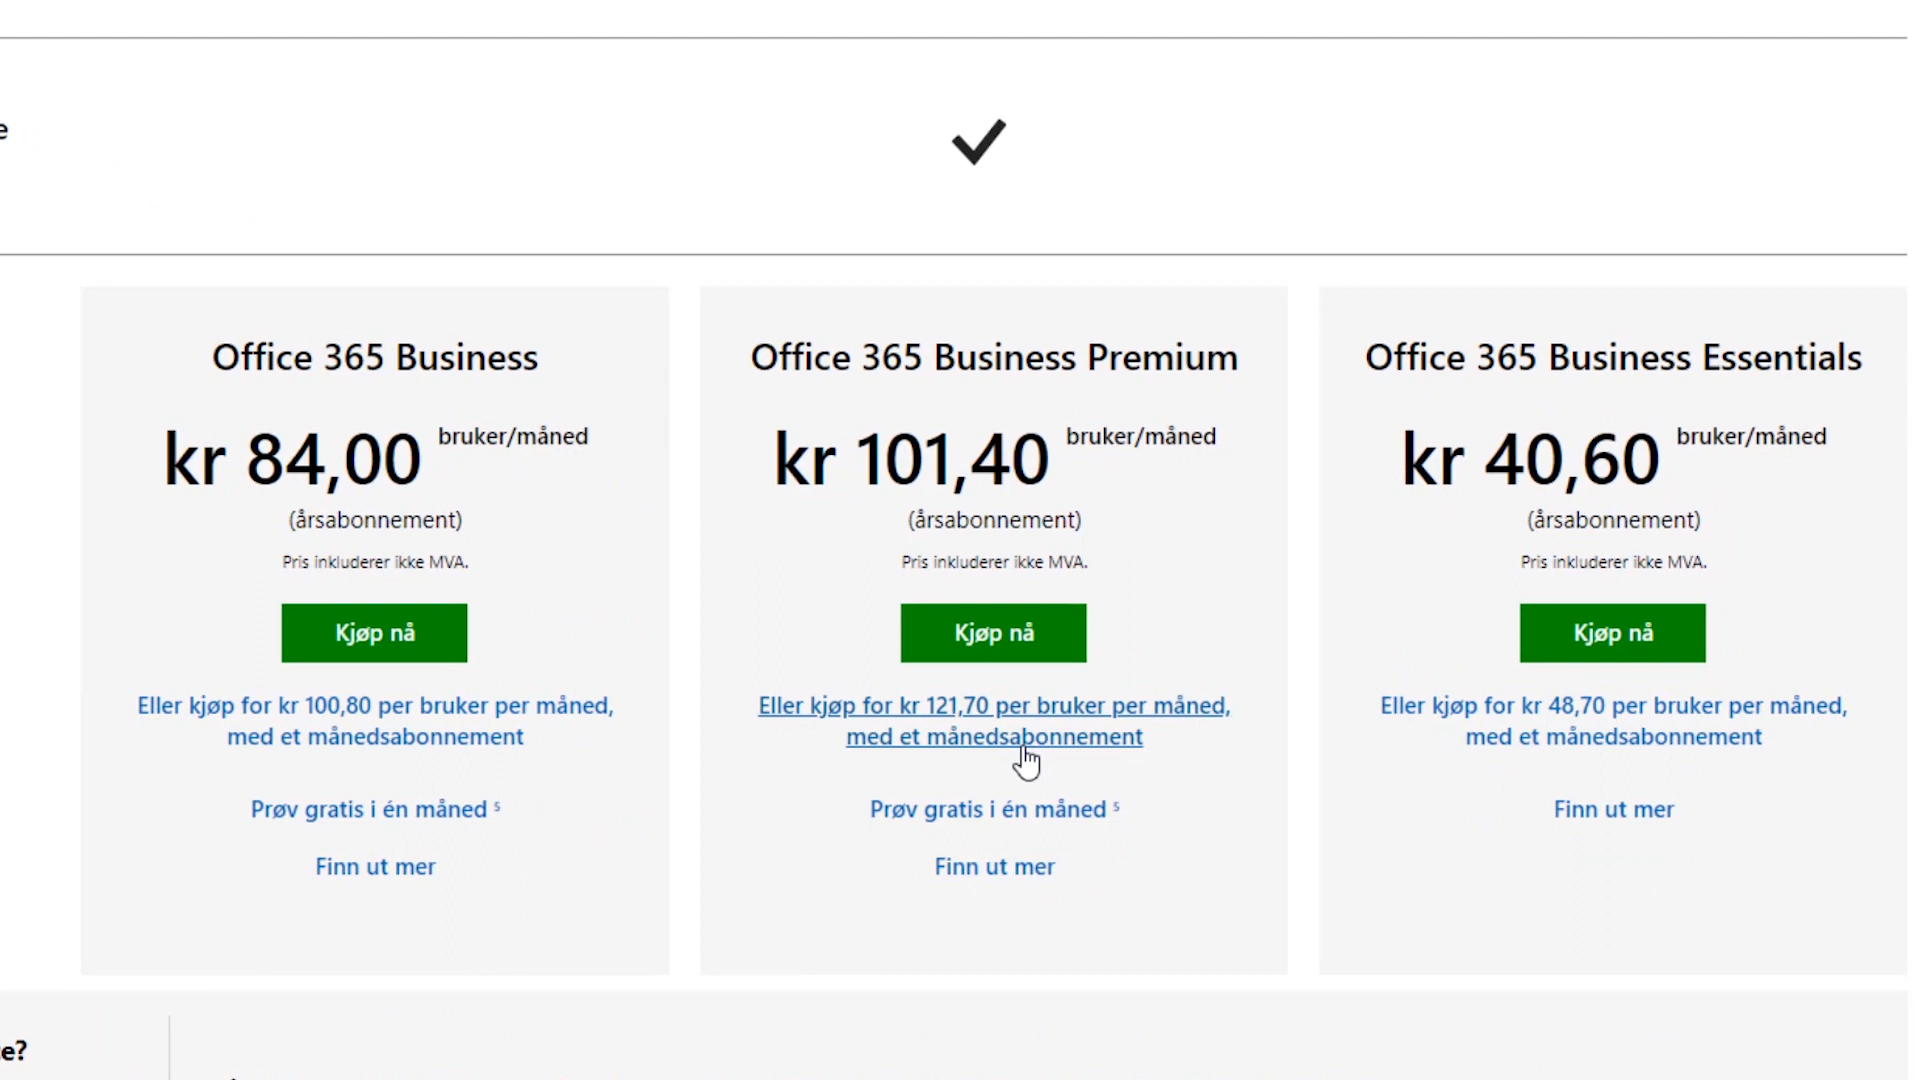 Office 365 Business
kr 84,00 bruker/måned
(årsabonnement)
Pris inkluderer ikke MVA.
Kjøp nå
Eller kjøp for kr 100,80 per bruker per måned,
med et månedsabonnement
Prøv gratis i én måned 5
Finn ut mer
Office 365 Business Premium
kr 101,40 bruker/måned
(årsabonnement)
Pris inkluderer ikke MVA.
Kjøp nå
Eller kjøp for kr 121,70 per bruker per måned,
med et månedsabonnement
Prøv gratis i én måned 5
Finn ut mer
Office 365 Business Essentials
kr 40,60 bruker/måned
(årsabonnement)
Pris inkluderer ikke MVA.
Kjøp nå
Eller kjøp for kr 48,70 per bruker per måned,
med et månedsabonnement
Finn ut mer